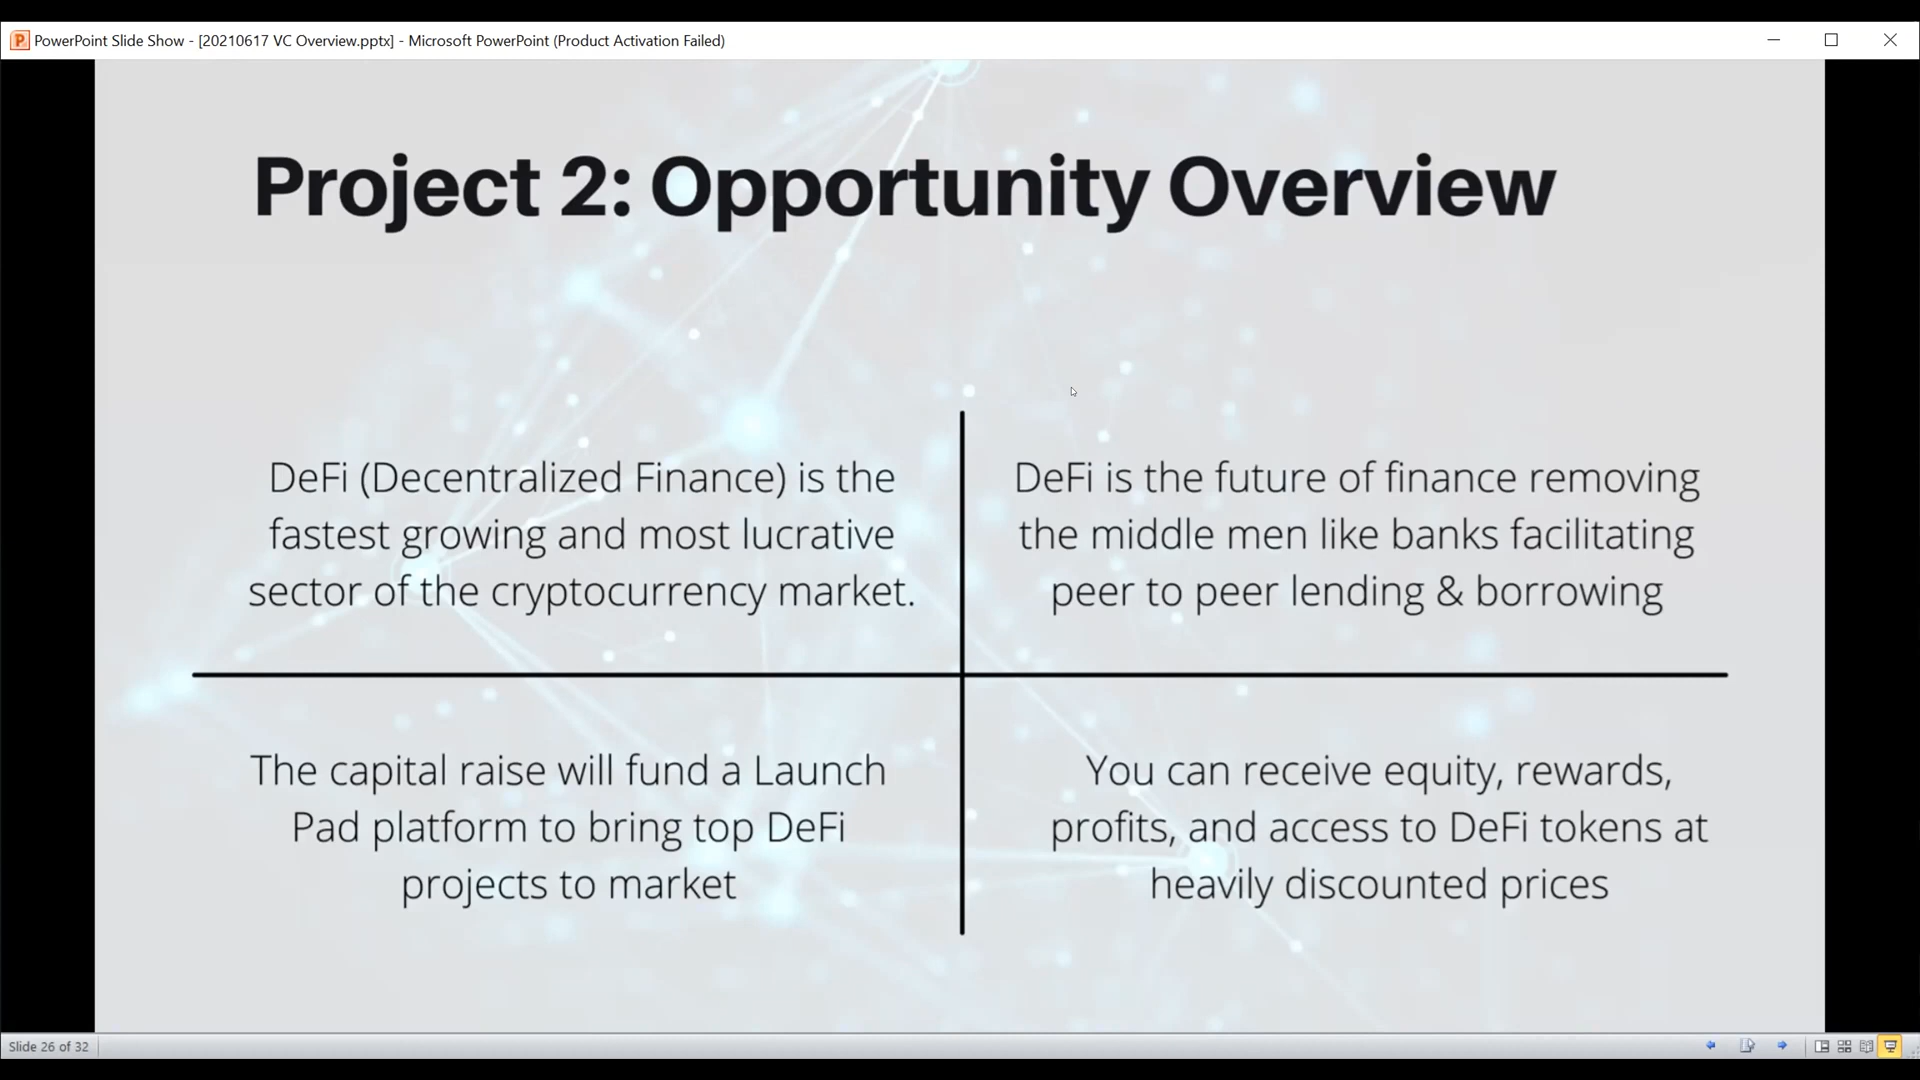 PowerPoint Slide Show - [20210617 VC Overview.pptx] - Microsoft PowerPoint (Product Activation Failed)
Project 2: Opportunity Overview
DeFi (Decentralized Finance) is the
fastest growing and most lucrative
sector of the cryptocurrency market.
DeFi is the future of finance removing
the middle men like banks facilitating
peer to peer lending & borrowing
The capital raise will fund a Launch
Pad platform to bring top DeFi
projects to market
You can receive equity, rewards,
profits, and access to DeFi tokens at
heavily discounted prices
Slide 26 of 32